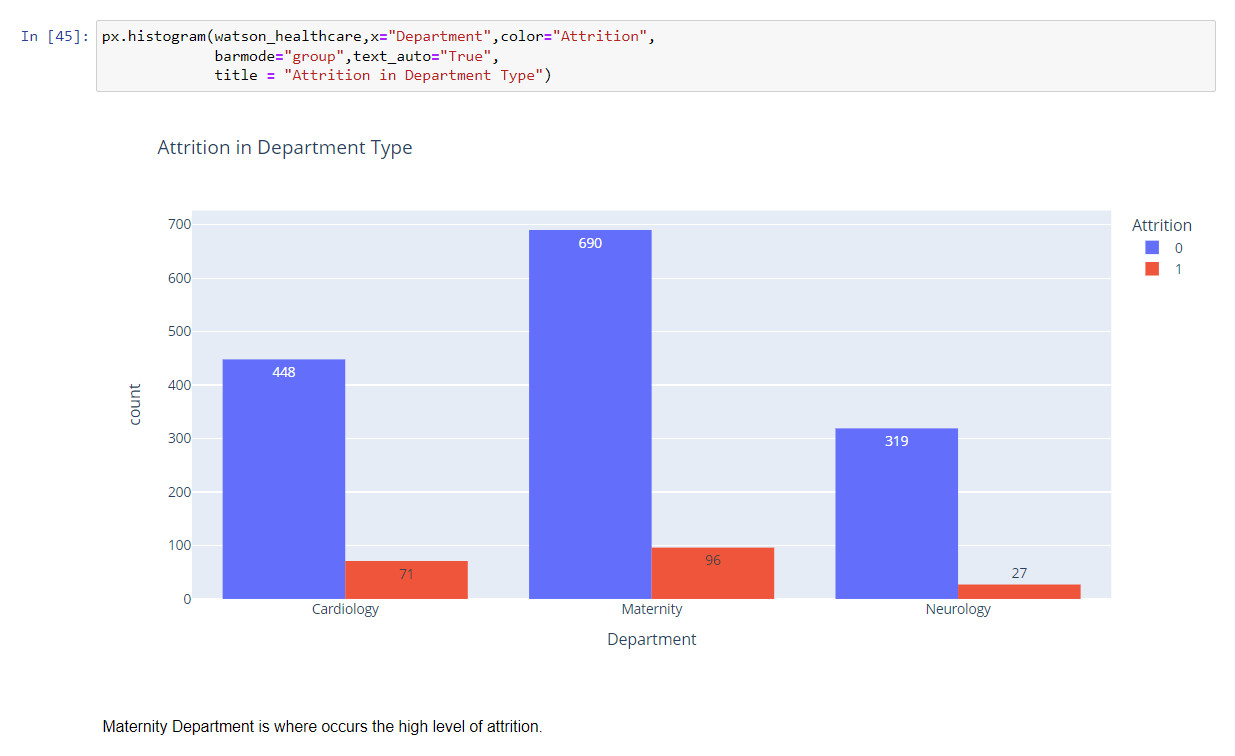 In [45]: px.histogram(watson_healthcare,x="Department",color="Attrition",
barmode="group",text_auto="True",
title = "Attrition in Department Type")
Attrition in Department Type
Attrition
0
1
count
700
600
500
400
300
200
100
0
448
71
690
96
319
27
Cardiology Maternity Neurology
Department
Maternity Department is where occurs the high level of attrition.